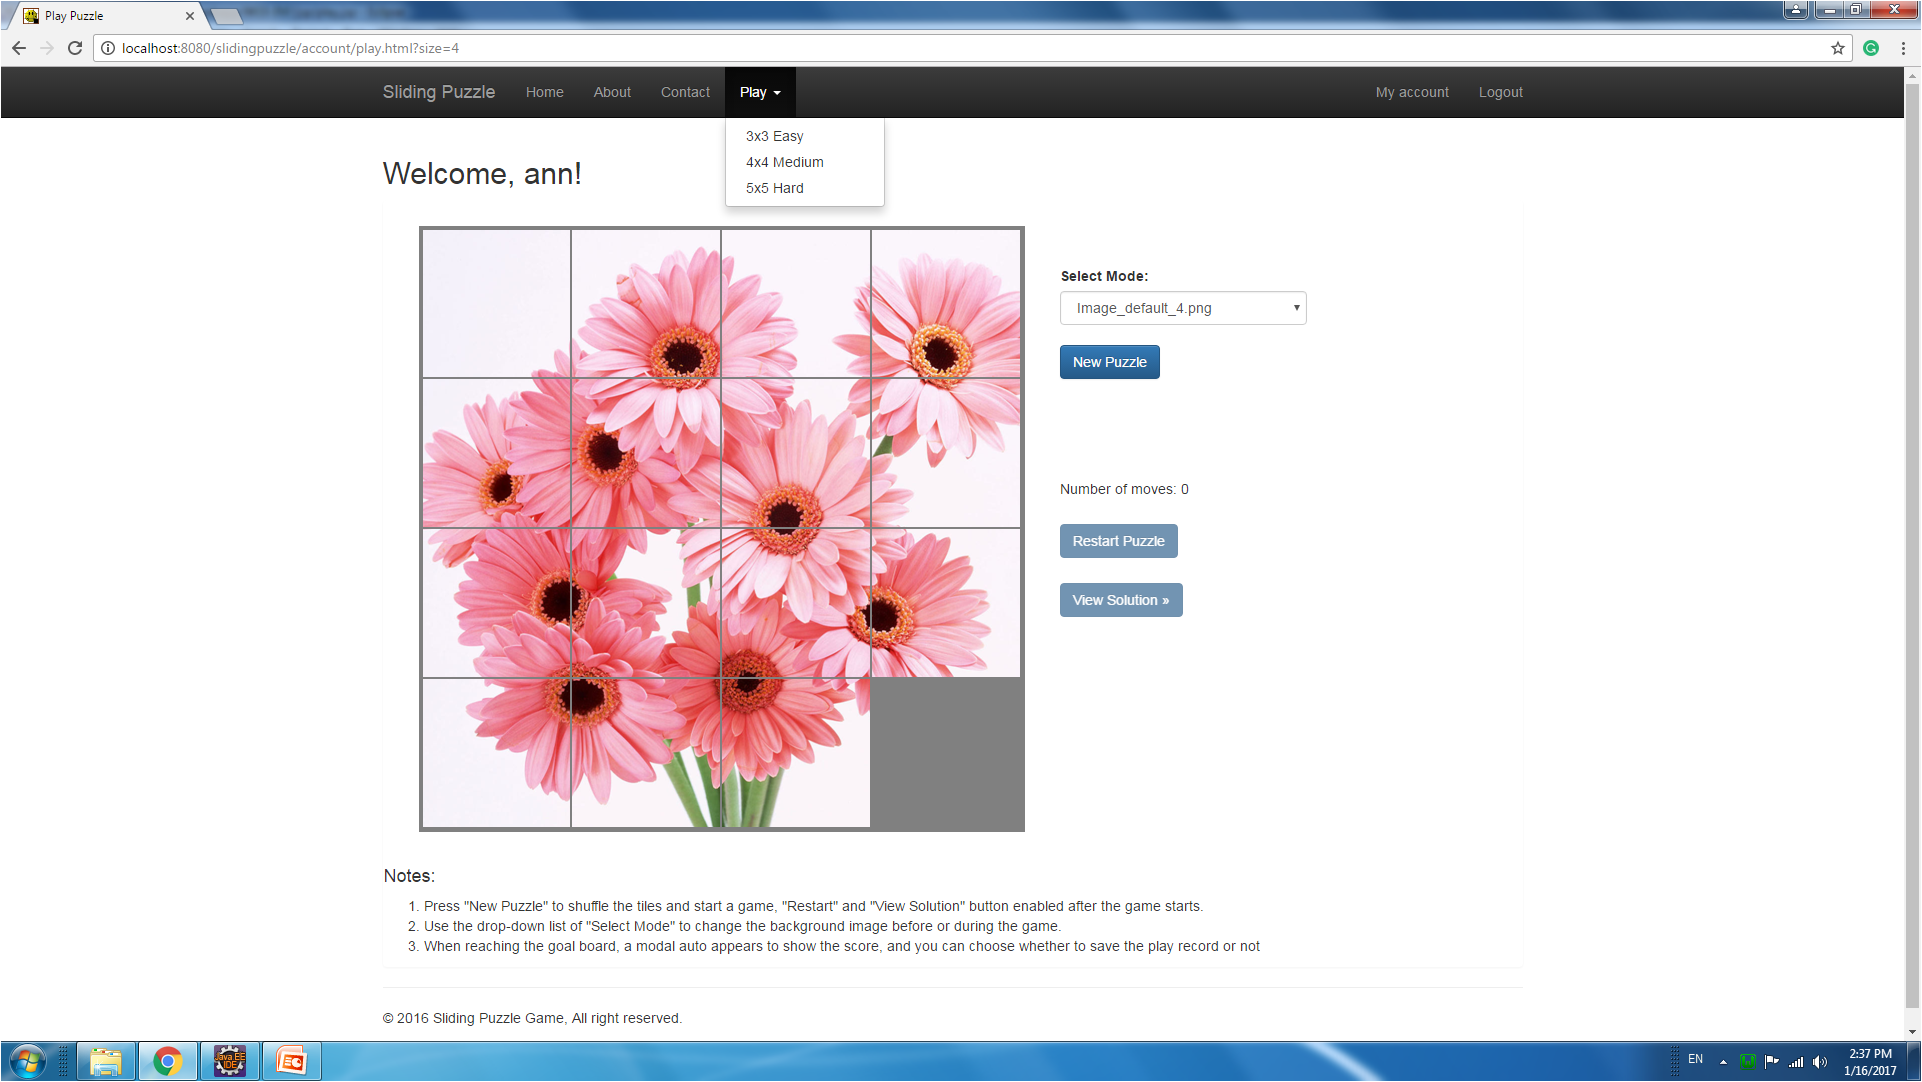 Play Puzzle
localhost:8080/slidingpuzzle/account/play.html?size=4
Sliding Puzzle Home About Contact Play My account Logout
3x3 Easy
4x4 Medium
5x5 Hard
Welcome, ann!
Select Mode:
Image_default_4.png
New Puzzle
Number of moves: 0
Restart Puzzle
View Solution »
Notes:
1. Press "New Puzzle" to shuffle the tiles and start a game, "Restart" and "View Solution" button enabled after the game starts.
2. Use the drop-down list of "Select Mode" to change the background image before or during the game.
3. When reaching the goal board, a modal auto appears to show the score, and you can choose whether to save the play record or not
© 2016 Sliding Puzzle Game, All right reserved.
Java EE
IDE
EN
2:37 PM
1/16/2017